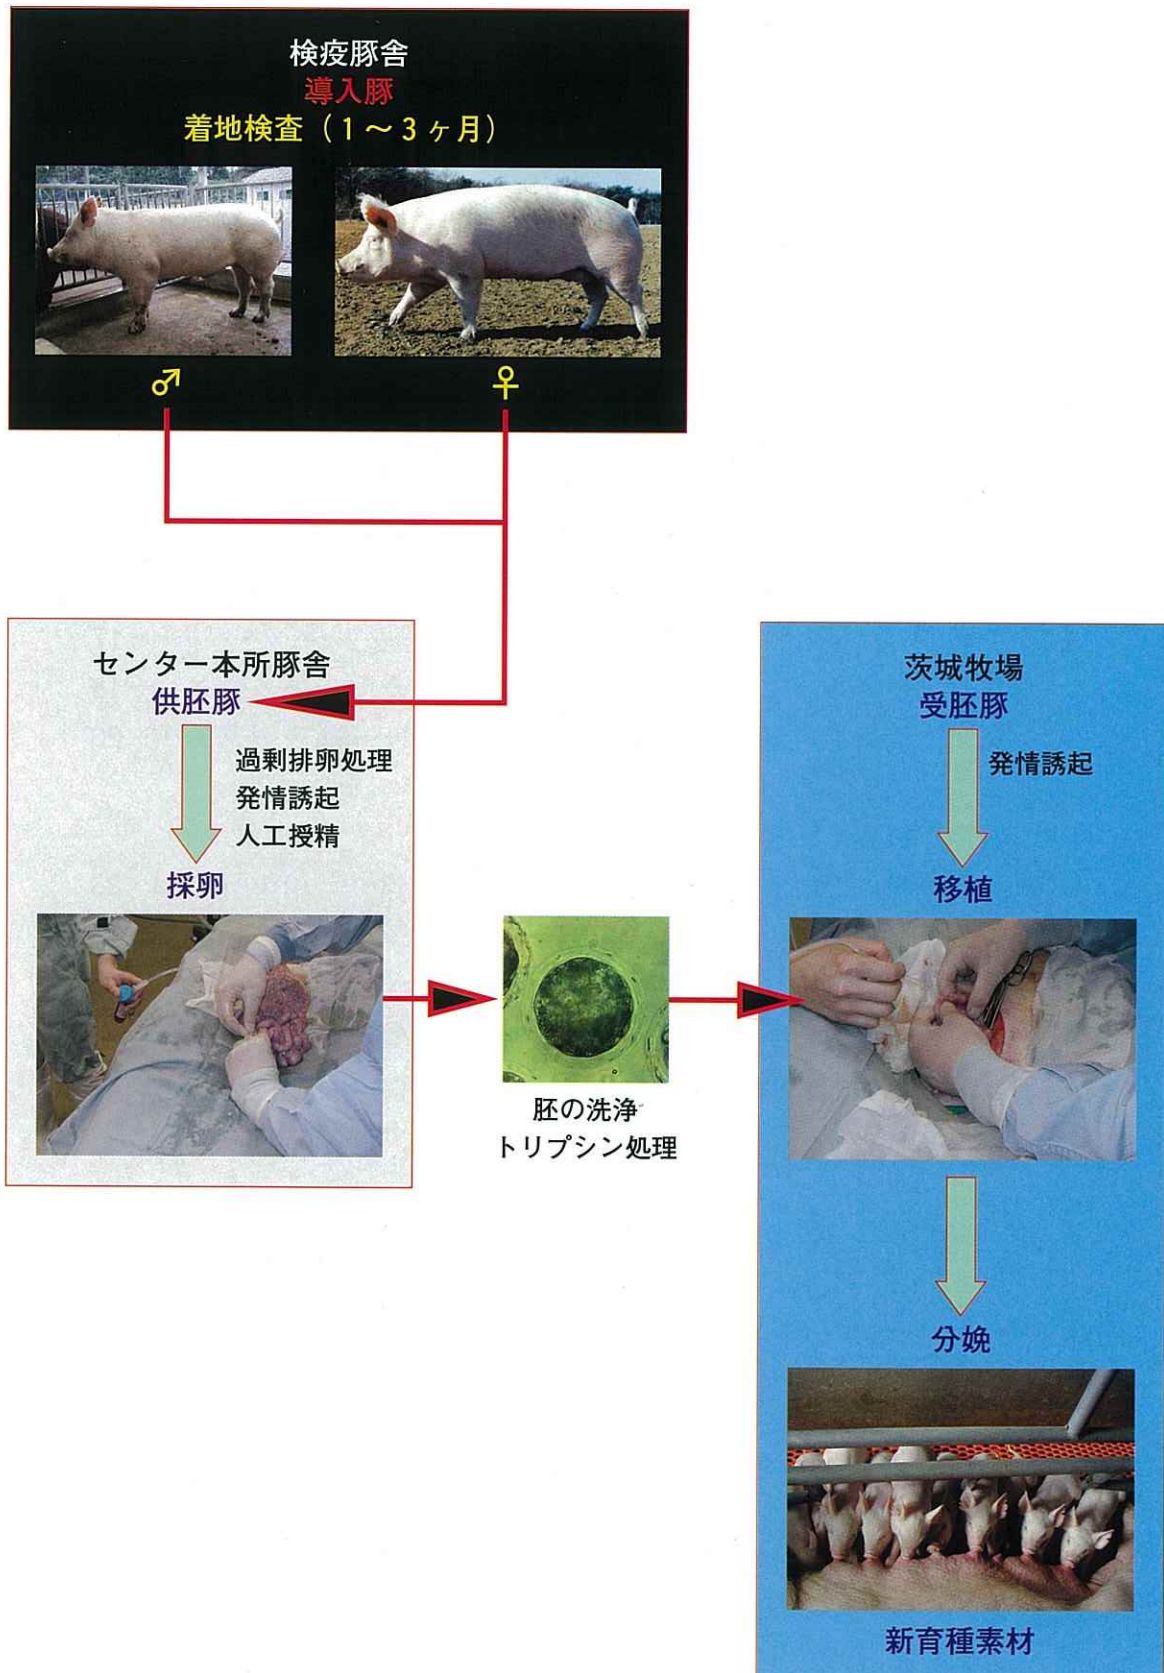 検疫豚舎
導入豚
着地検査（1～3ヶ月）
♂
♀
センター本所豚舎
供胚豚
過剰排卵処理
発情誘起
人工授精
採卵
胚の洗浄
トリプシン処理
茨城牧場
受胚豚
発情誘起
移植
分娩
新育種素材